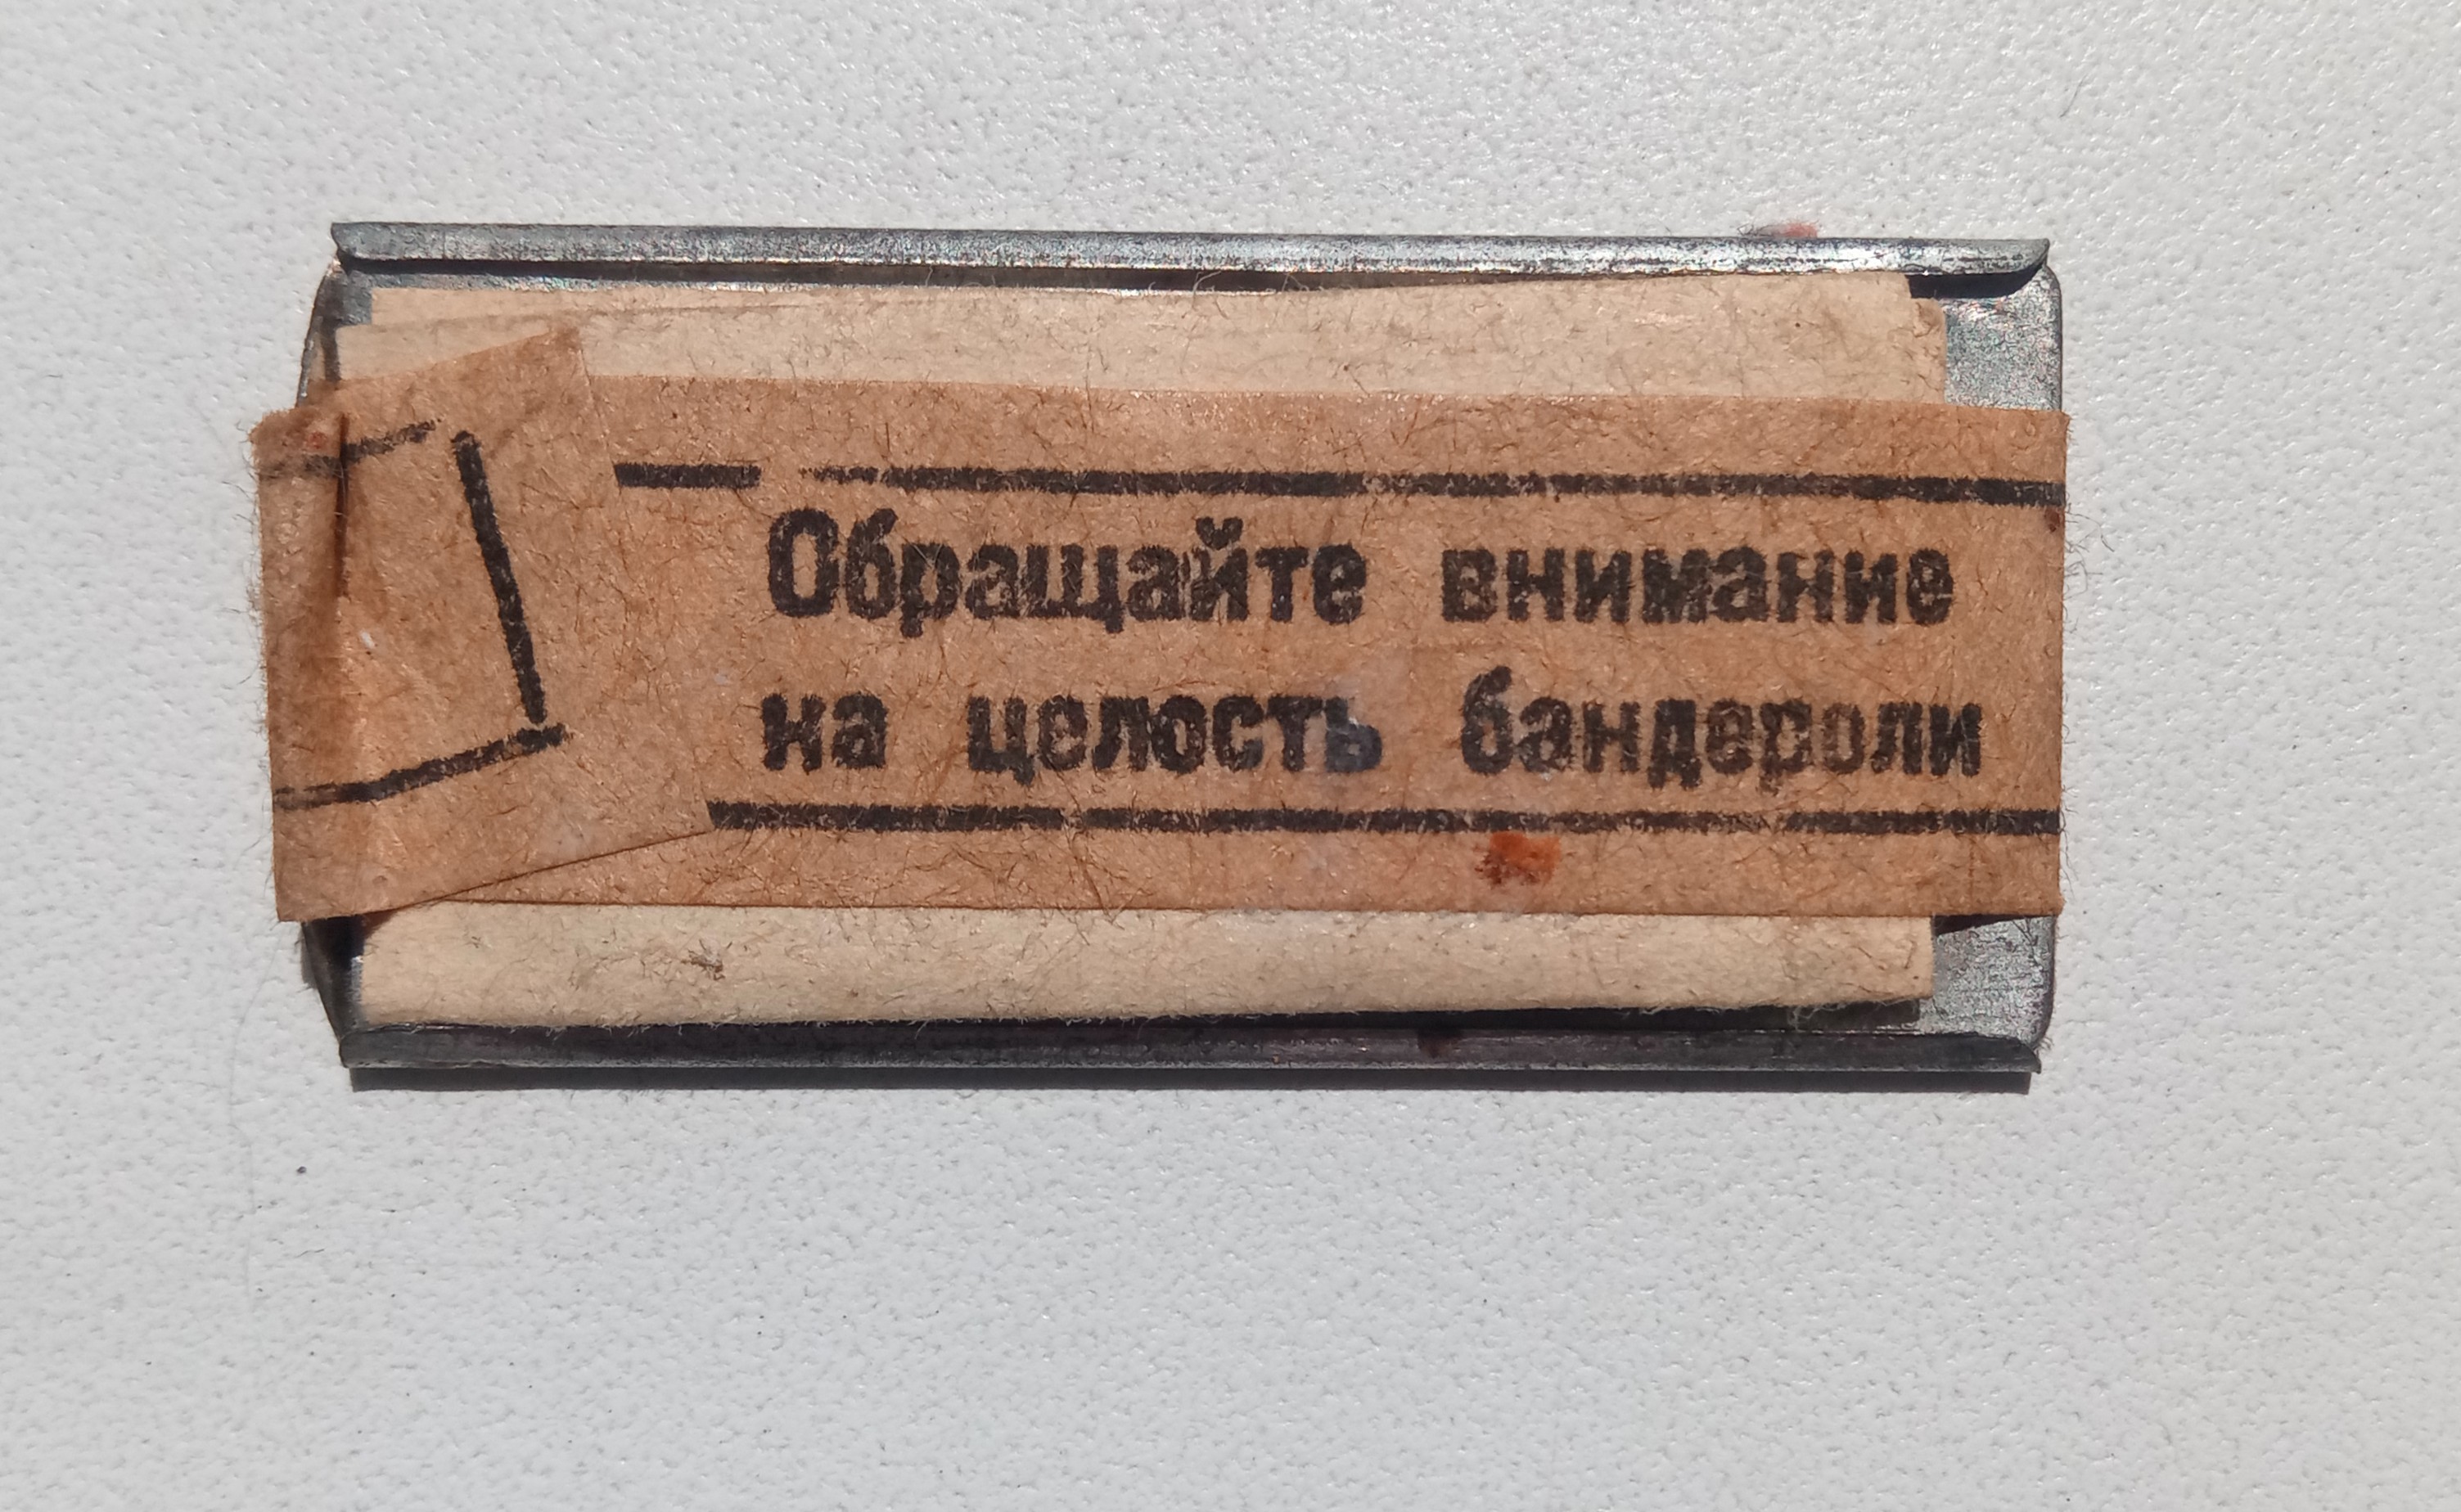 Обращайте внимание
на целость бандероли